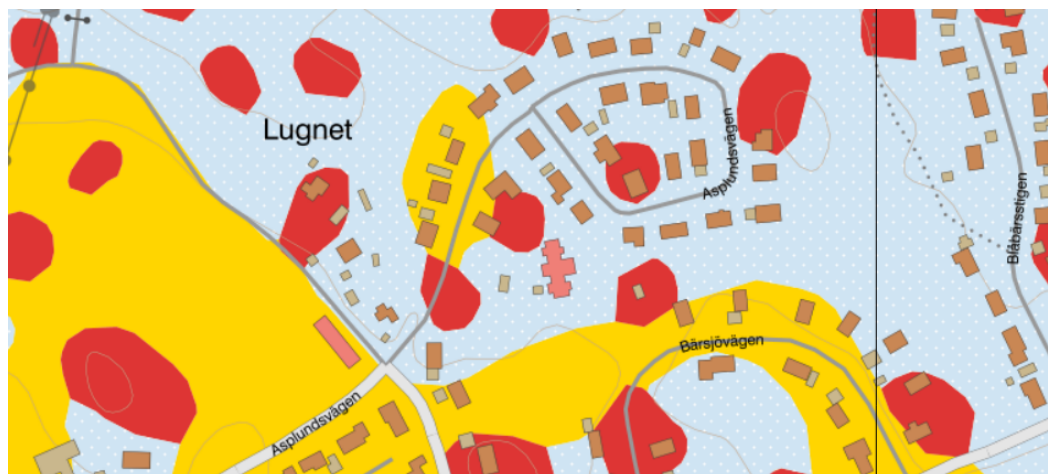 Lugnet
Asplundsvägen
Blåbärsstigen
Bärsjövägen
Asplundsvägen